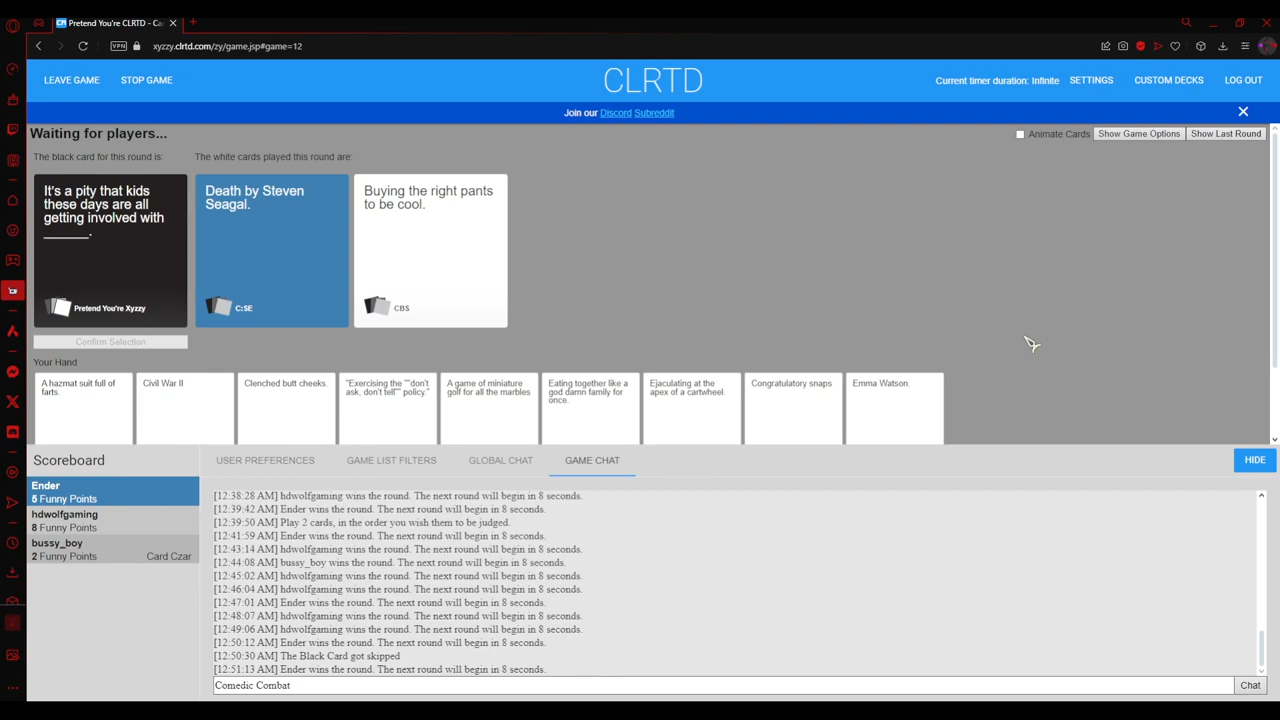 Pretend You're CLRTD - Ca
VPN
xyzzy.clrtd.com/zy/game.jsp#game=12
LEAVE GAME
STOP GAME
CLRTD
Current timer duration: Infinite
SETTINGS
CUSTOM DECKS
LOG OUT
Join our Discord Subreddit
Waiting for players...
Animate Cards
Show Game Options
Show Last Round
The black card for this round is:
The white cards played this round are:
It's a pity that kids
these days are all
getting involved with
______.
Pretend You're Xyzzy
Death by Steven
Seagal.
C:SE
Buying the right pants
to be cool.
CBS
Confirm Selection
Your Hand
A hazmat suit full of
farts.
Civil War II
Clenched butt cheeks.
"Exercising the ""don't
ask, don't tell"" policy."
A game of miniature
golf for all the marbles
Eating together like a
god damn family for
once.
Ejaculating at the
apex of a cartwheel.
Congratulatory snaps
Emma Watson.
Scoreboard
Ender
5 Funny Points
hdwolfgaming
8 Funny Points
bussy_boy
2 Funny Points
Card Czar
USER PREFERENCES
GAME LIST FILTERS
GLOBAL CHAT
GAME CHAT
HIDE
[12:38:28 AM] hdwolfgaming wins the round. The next round will begin in 8 seconds.
[12:39:42 AM] Ender wins the round. The next round will begin in 8 seconds.
[12:39:50 AM] Play 2 cards, in the order you wish them to be judged.
[12:41:59 AM] Ender wins the round. The next round will begin in 8 seconds.
[12:43:14 AM] hdwolfgaming wins the round. The next round will begin in 8 seconds.
[12:44:08 AM] bussy_boy wins the round. The next round will begin in 8 seconds.
[12:45:02 AM] hdwolfgaming wins the round. The next round will begin in 8 seconds.
[12:46:04 AM] hdwolfgaming wins the round. The next round will begin in 8 seconds.
[12:47:01 AM] Ender wins the round. The next round will begin in 8 seconds.
[12:48:07 AM] hdwolfgaming wins the round. The next round will begin in 8 seconds.
[12:49:06 AM] hdwolfgaming wins the round. The next round will begin in 8 seconds.
[12:50:12 AM] Ender wins the round. The next round will begin in 8 seconds.
[12:50:30 AM] The Black Card got skipped
[12:51:13 AM] Ender wins the round. The next round will begin in 8 seconds.
Comedic Combat
Chat